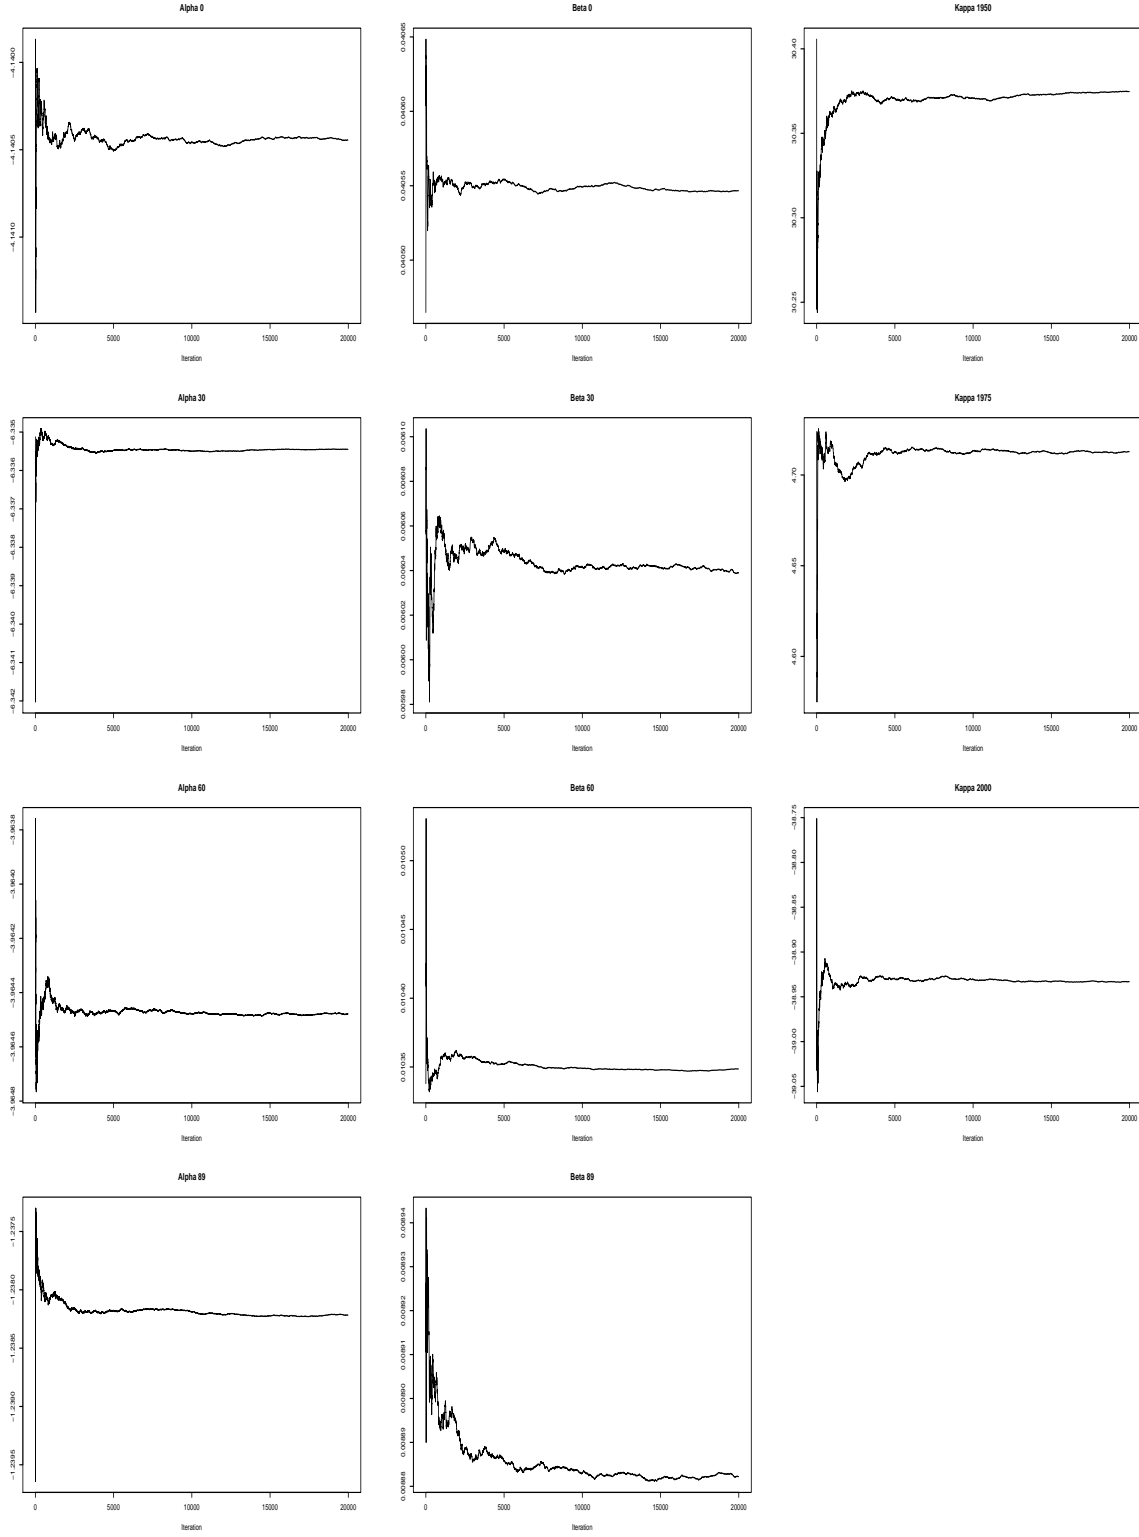 Alpha 0
−4.1400
−4.1405
−4.1410
0 5000 10000 15000 20000
Iteration
Beta 0
0.04065
0.04060
0.04055
0.04050
0 5000 10000 15000 20000
Iteration
Kappa 1950
30.40
30.35
30.30
30.25
0 5000 10000 15000 20000
Iteration
Alpha 30
−6.335
−6.336
−6.337
−6.338
−6.339
−6.340
−6.341
−6.342
0 5000 10000 15000 20000
Iteration
Beta 30
0.00610
0.00608
0.00606
0.00604
0.00602
0.00600
0.00598
0 5000 10000 15000 20000
Iteration
Kappa 1975
4.70
4.65
4.60
0 5000 10000 15000 20000
Iteration
Alpha 60
−3.9638
−3.9640
−3.9642
−3.9644
−3.9646
−3.9648
0 5000 10000 15000 20000
Iteration
Beta 60
0.01050
0.01045
0.01040
0.01035
0 5000 10000 15000 20000
Iteration
Kappa 2000
−38.75
−38.80
−38.85
−38.90
−38.95
−39.00
−39.05
0 5000 10000 15000 20000
Iteration
Alpha 89
−1.2375
−1.2380
−1.2385
−1.2390
−1.2395
0 5000 10000 15000 20000
Iteration
Beta 89
0.00894
0.00893
0.00892
0.00891
0.00890
0.00889
0.00888
0 5000 10000 15000 20000
Iteration